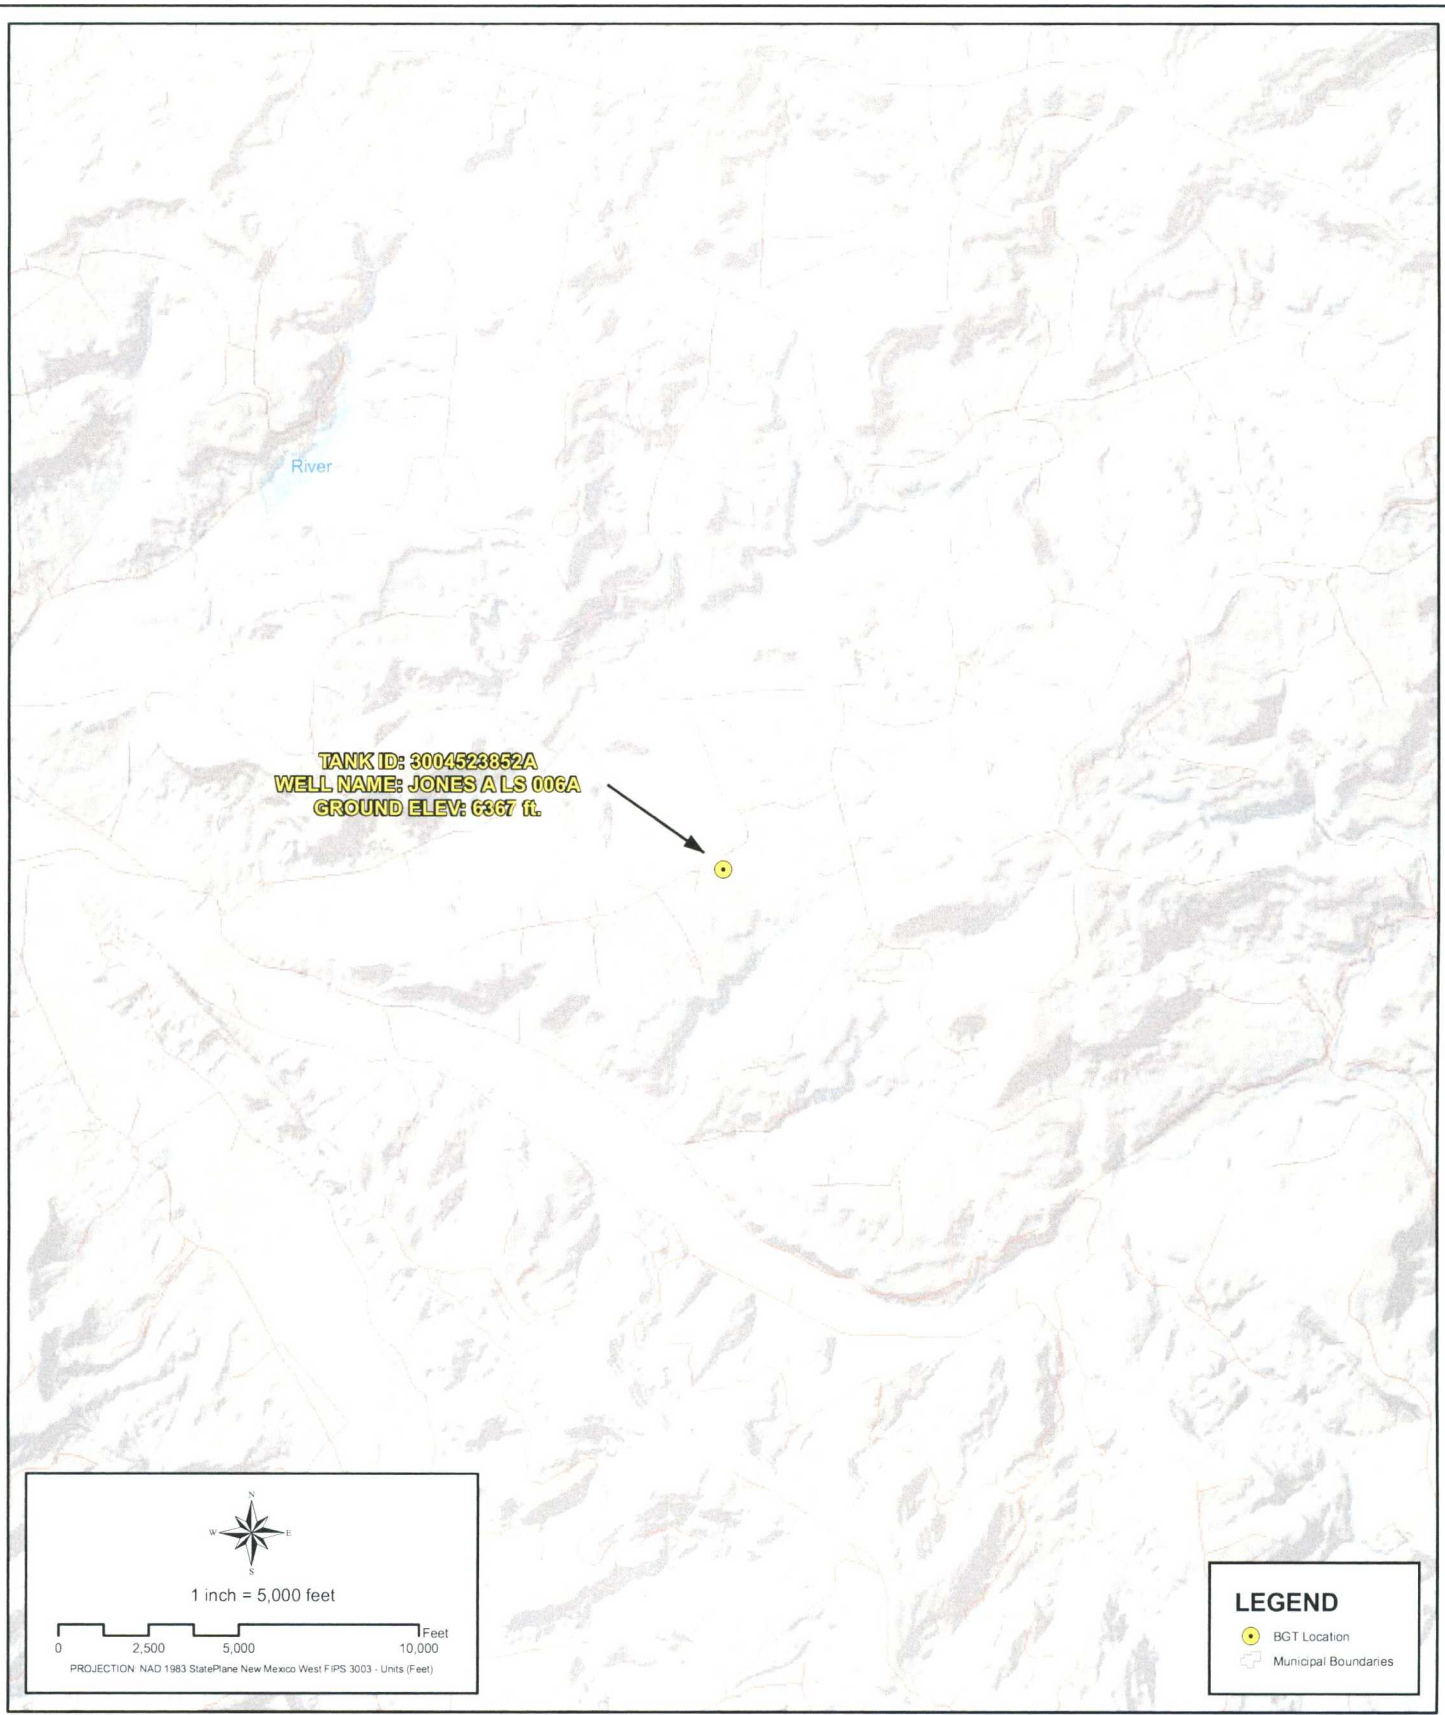 River
TANK ID: 3004523852A
WELL NAME: JONES A LS 006A
GROUND ELEV: 6367 ft.
N
W E
S
1 inch = 5,000 feet
Feet
0 2,500 5,000 10,000
PROJECTION: NAD 1983 StatePlane New Mexico West FIPS 3003 - Units (Feet)
LEGEND
BGT Location
Municipal Boundaries